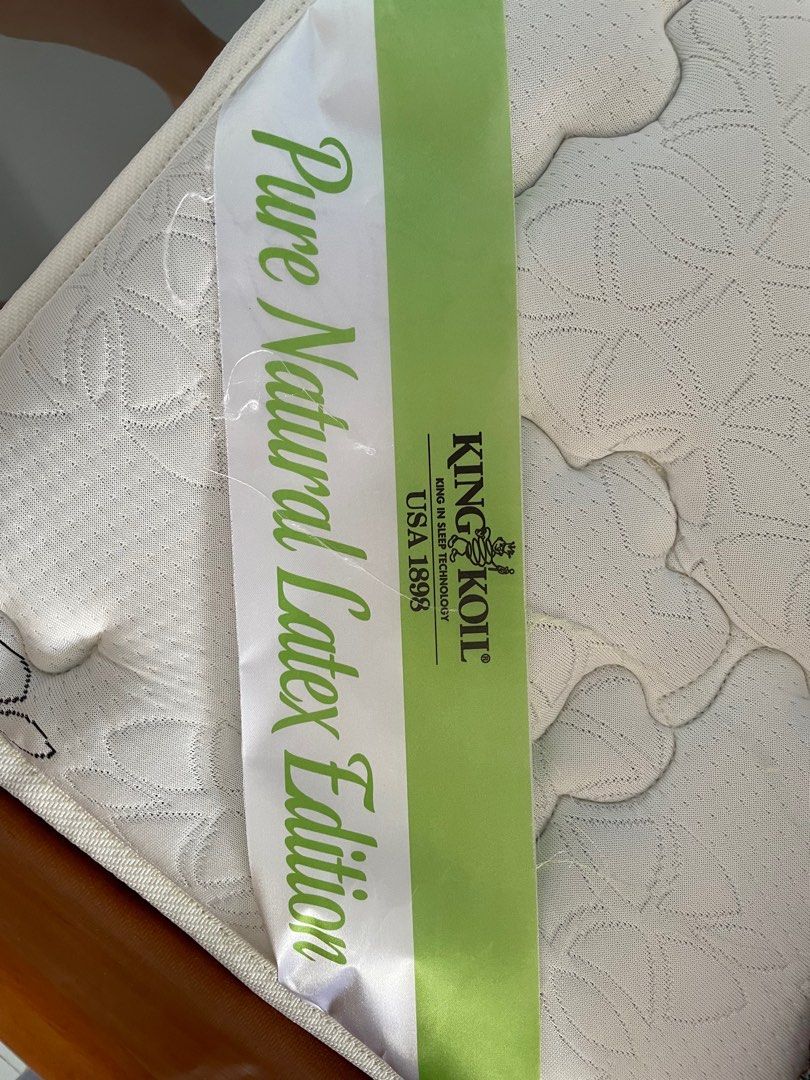 KING KOIL®
KING IN SLEEP TECHNOLOGY
USA 1898
Pure Natural Latex Edition